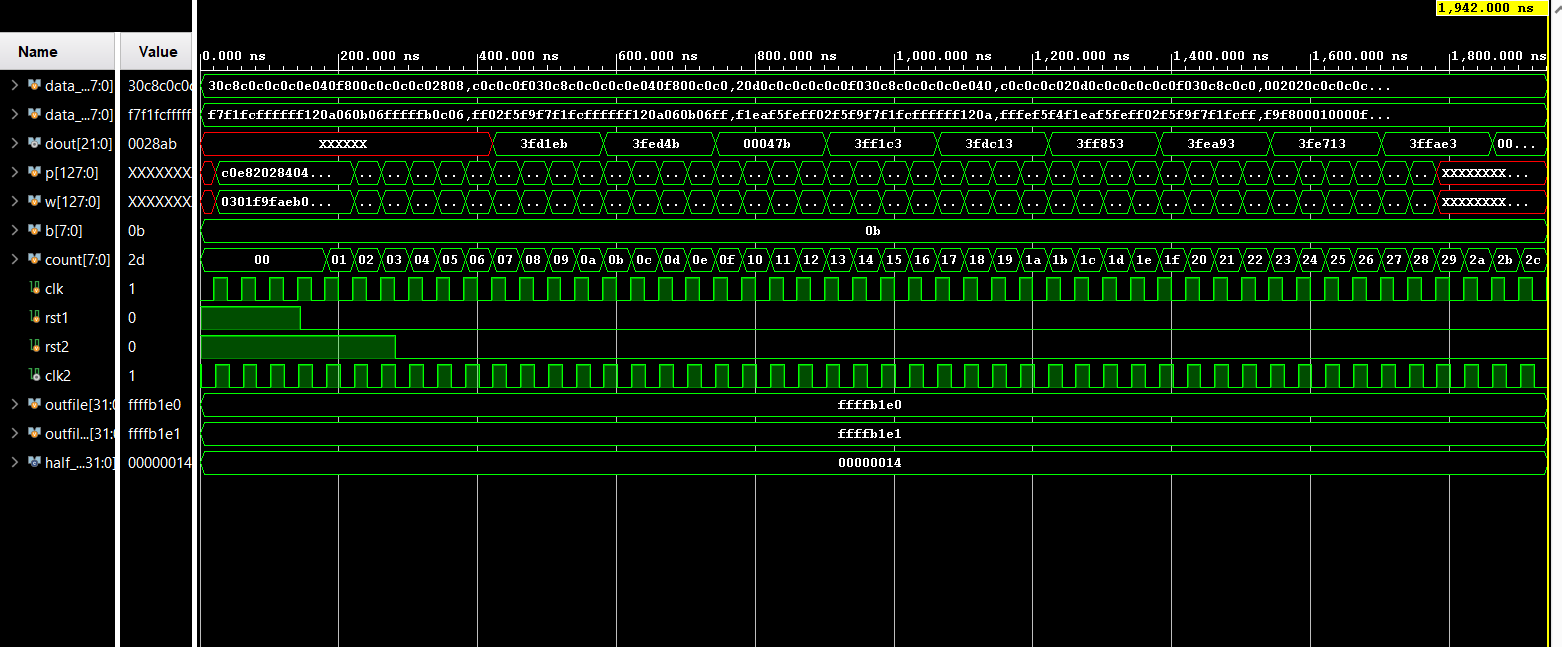 1,942.000 ns
Name Value 0.000 ns 200.000 ns 400.000 ns 600.000 ns 800.000 ns 1,000.000 ns 1,200.000 ns 1,400.000 ns 1,600.000 ns 1,800.000 ns
data_...7:0] 30c8c0c0c 30c8c0c0c0c0e040f800c0c0c0c02808,c0c0c0f030c8c0c0c0c0e040f800c0c0,20d0c0c0c0c0c0f030c8c0c0c0c0e040,c0c0c0c020d0c0c0c0c0c0f030c8c0c0,002020c0c0c0c...
data_...7:0] f7f1fcfffff f7f1fcffffff120a060b06fffffb0c06,ff02f5f9f7f1fcffffff120a060b06ff,f1eaf5feff02f5f9f7f1fcffffff120a,fffef5f4f1eaf5feff02f5f9f7f1fcff,f9f800010000f...
dout[21:0] 0028ab XXXXXX 3fd1eb 3fed4b 00047b 3ff1c3 3fdc13 3ff853 3fea93 3fe713 3ffae3 00...
p[127:0] XXXXXXX c0e82028404... .. .. .. .. .. .. .. .. .. .. .. .. .. .. .. .. .. .. .. .. .. .. .. .. .. .. .. .. .. .. .. .. .. .. .. .. .. .. .. XXXXXXXX...
w[127:0] XXXXXXX 0301f9faeb0... .. .. .. .. .. .. .. .. .. .. .. .. .. .. .. .. .. .. .. .. .. .. .. .. .. .. .. .. .. .. .. .. .. .. .. .. .. .. .. XXXXXXXX...
b[7:0] 0b 0b
count[7:0] 2d 00 01 02 03 04 05 06 07 08 09 0a 0b 0c 0d 0e 0f 10 11 12 13 14 15 16 17 18 19 1a 1b 1c 1d 1e 1f 20 21 22 23 24 25 26 27 28 29 2a 2b 2c
clk 1
rst1 0
rst2 0
clk2 1
outfile[31:0 ffffb1e0 ffffb1e0
outfil...[31:0 ffffb1e1 ffffb1e1
half_...31:0] 00000014 00000014